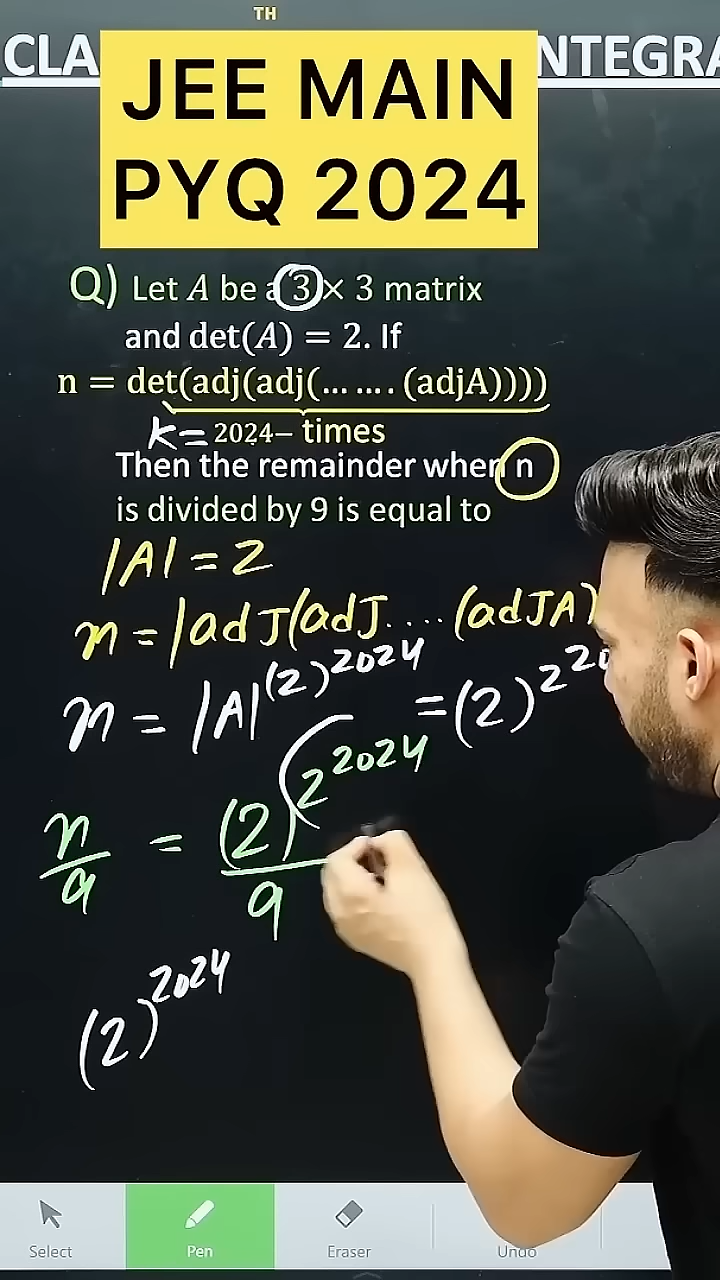 TH
CLA NTEGRA
JEE MAIN
PYQ 2024
Q) Let A be a 3 × 3 matrix
and det(A) = 2. If
n = det(adj(adj(... .... (adjA))))
K = 2024– times
Then the remainder when n
is divided by 9 is equal to
|A| = 2
n = |adJ(adJ.... (adJA)
n = |A|^(2)^2024 = (2)^2^20
n/9 = (2)^(2^2024/9
(2)^2024
Select Pen Eraser Undo